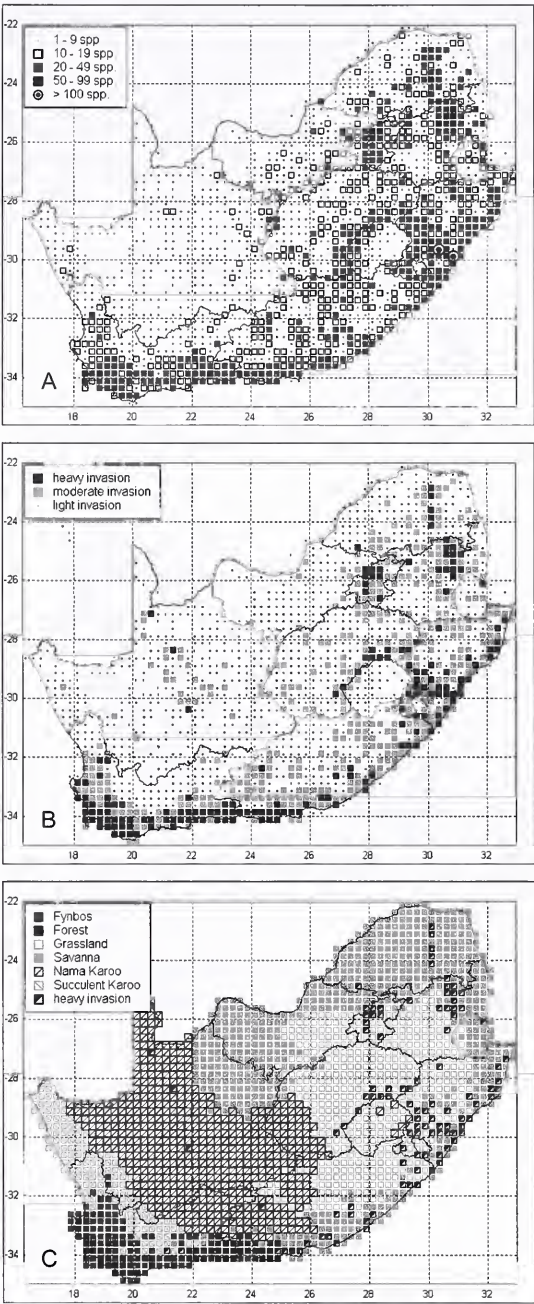 -22
1 - 9 spp.
10 - 19 spp.
20 - 49 spp.
50 - 99 spp.
> 100 spp.
-24
-26
-28
-30
-32
-34
A
18 20 22 24 26 28 30 32
-22
heavy invasion
moderate invasion
light invasion
-24
-26
-28
-30
-32
-34
B
18 20 22 24 26 28 30 32
-22
Fynbos
Forest
Grassland
Savanna
Nama Karoo
Succulent Karoo
heavy invasion
-24
-26
-28
-30
-32
-34
C
18 20 22 24 26 28 30 32